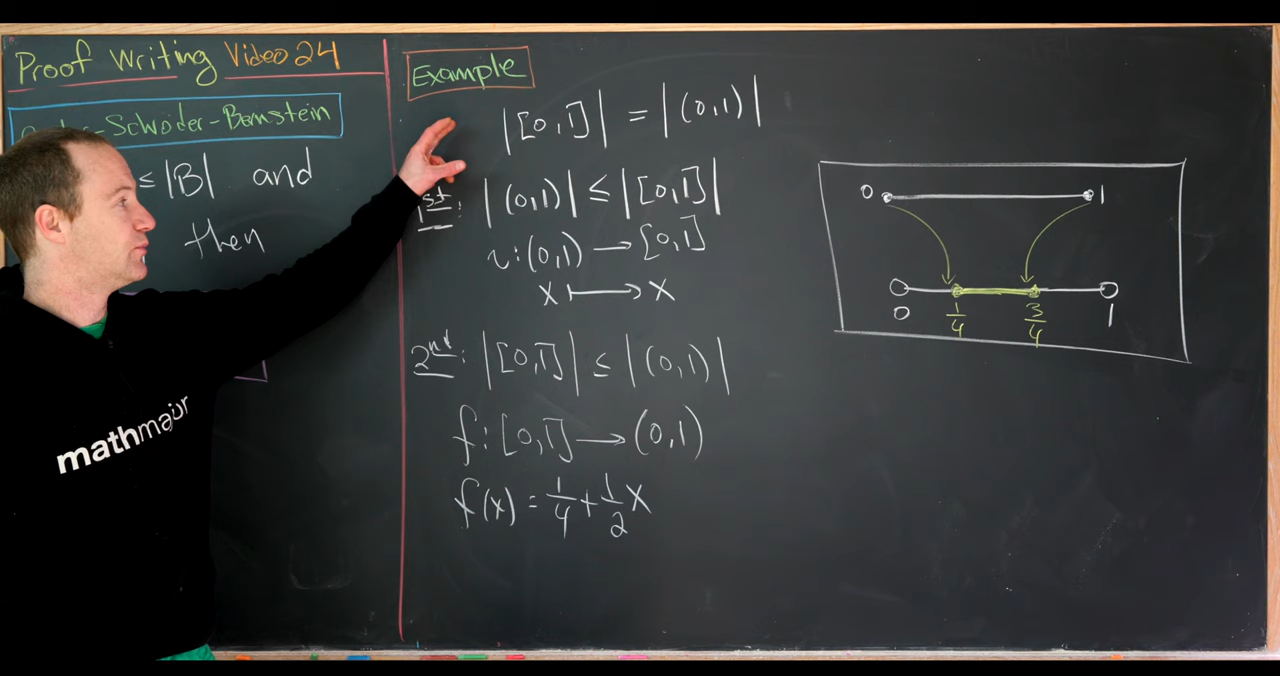 Proof Writing Video 24
-Schröder-Bernstein
≤ |B| and
then
mathmajor
Example
|[0,1]| = |(0,1)|
1st: |(0,1)| ≤ |[0,1]|
ι: (0,1) → [0,1]
x ↦ x
2nd: |[0,1]| ≤ |(0,1)|
f: [0,1] → (0,1)
f(x) = 1/4 + 1/2 x
0 1
0 1/4 3/4 1